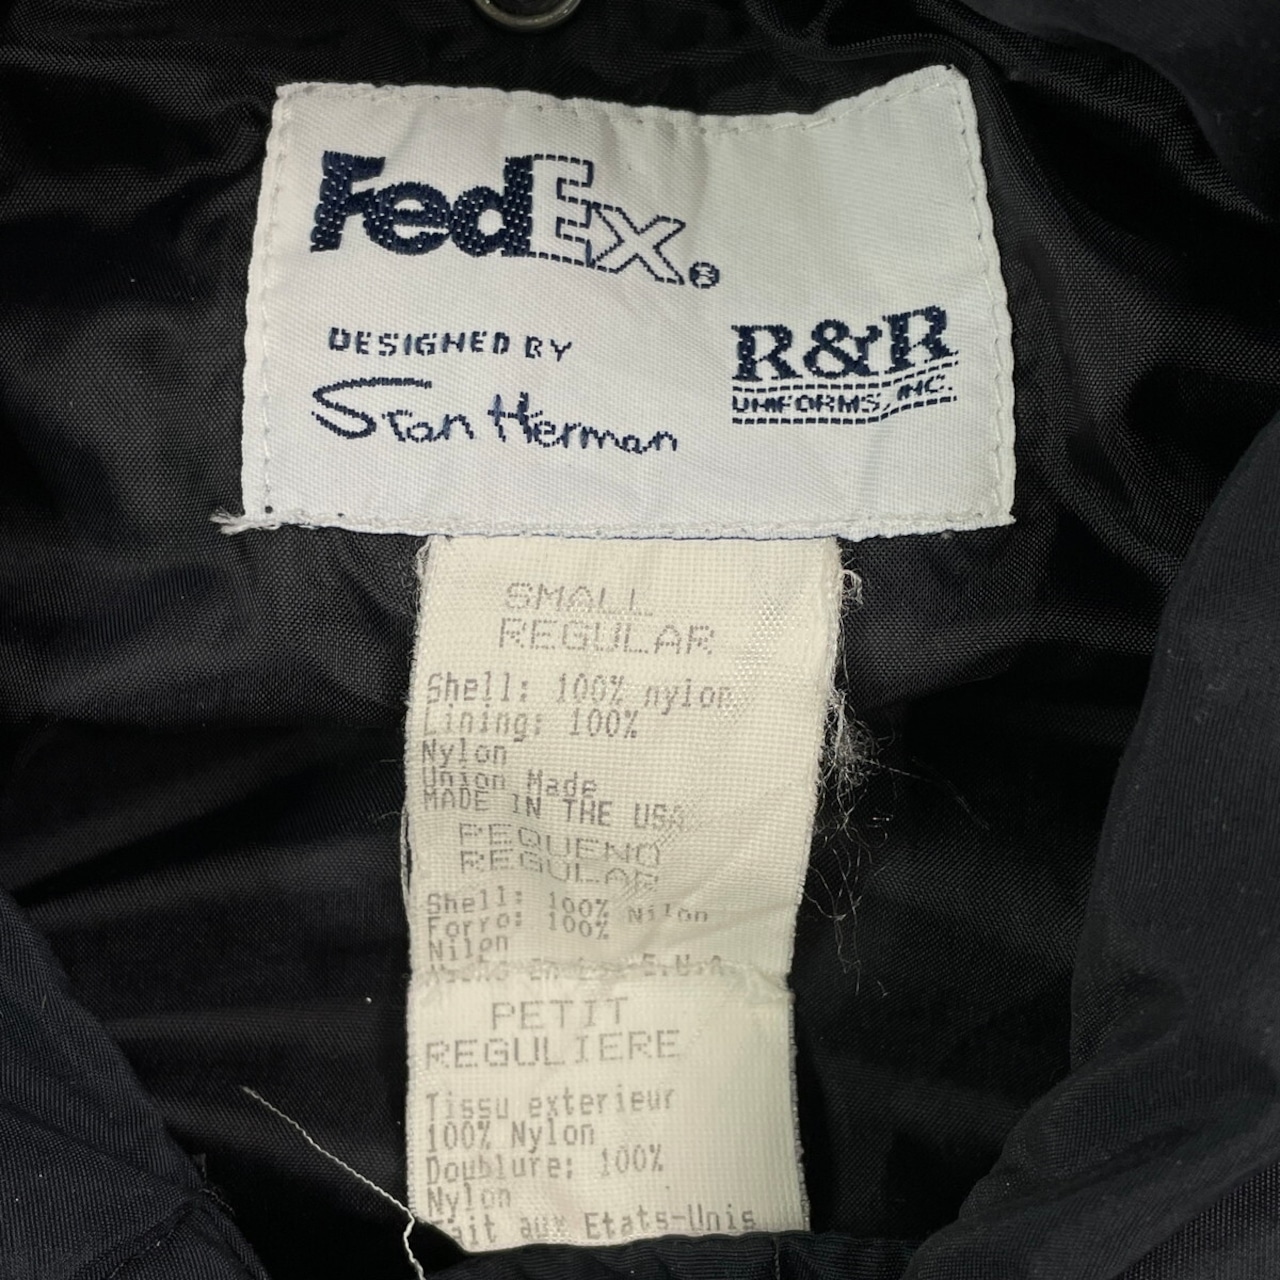 FedEx®
DESIGNED BY
Stan Herman
R&R
UNIFORMS, INC.
SMALL
REGULAR
Shell: 100% nylon
Lining: 100%
Nylon
Union Made
MADE IN THE USA
PEQUENO
REGULAR
Shell: 100% Nilon
Forro: 100%
Nilon
en E.U.A.
PETIT
REGULIERE
Tissu exterieur
100% Nylon
Doublure: 100%
Nylon
Fait aux Etats-Unis